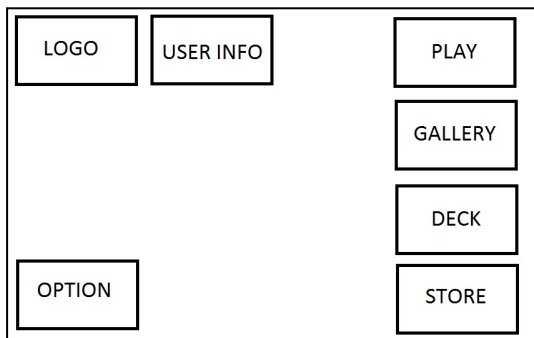 LOGO
USER INFO
PLAY
GALLERY
DECK
OPTION
STORE